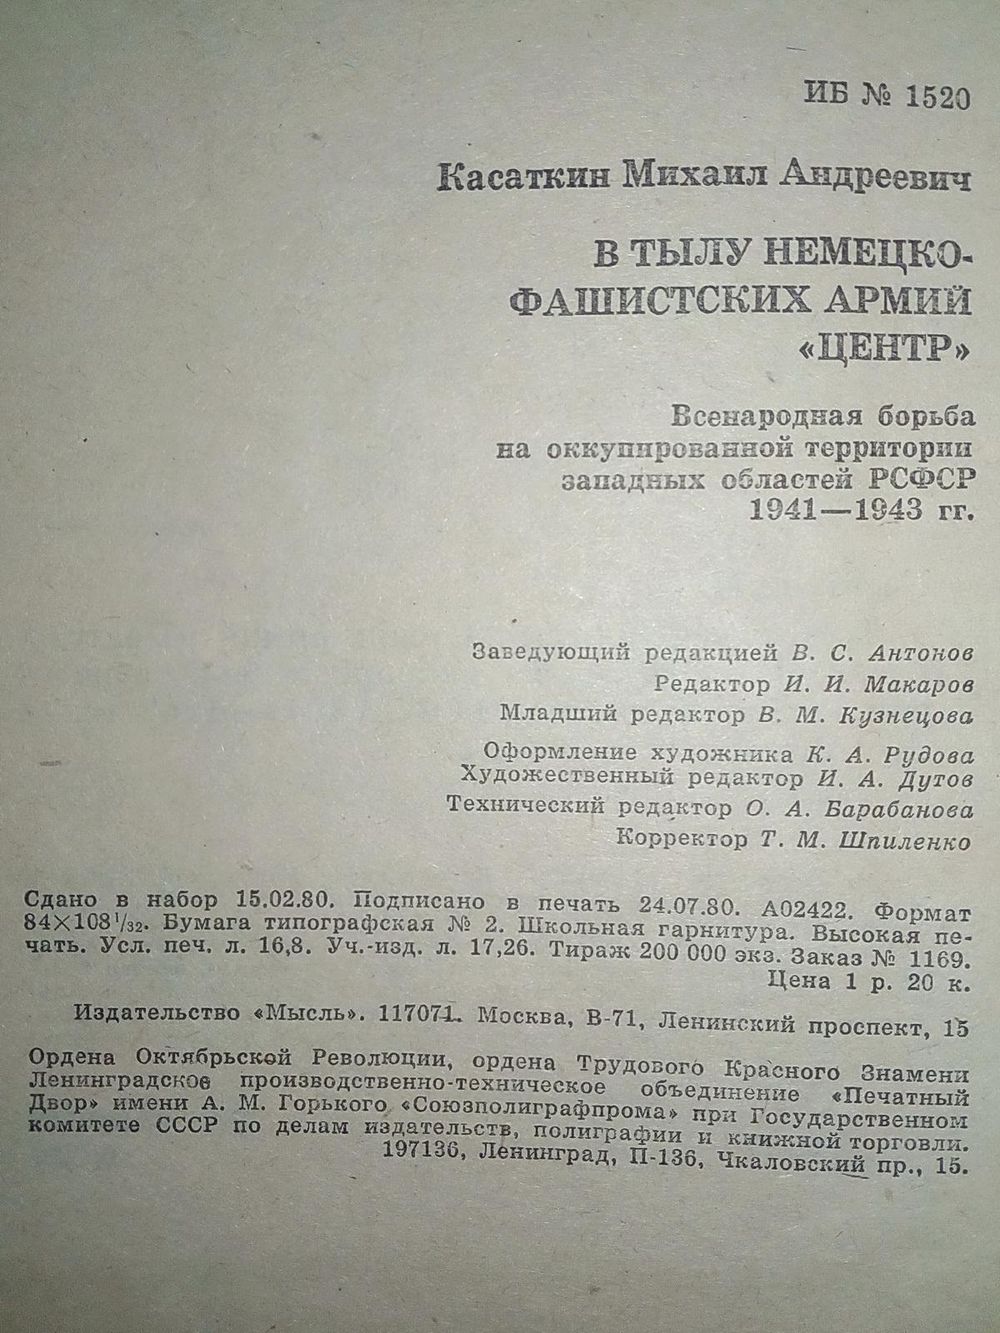 ИБ № 1520
Касаткин Михаил Андреевич
В ТЫЛУ НЕМЕЦКО-
ФАШИСТСКИХ АРМИЙ
«ЦЕНТР»
Всенародная борьба
на оккупированной территории
западных областей РСФСР
1941—1943 гг.
Заведующий редакцией В. С. Антонов
Редактор И. И. Макаров
Младший редактор В. М. Кузнецова
Оформление художника К. А. Рудова
Художественный редактор И. А. Дутов
Технический редактор О. А. Барабанова
Корректор Т. М. Шпиленко
Сдано в набор 15.02.80. Подписано в печать 24.07.80. А02422. Формат
84×108¹/₃₂. Бумага типографская № 2. Школьная гарнитура. Высокая пе-
чать. Усл. печ. л. 16,8. Уч.-изд. л. 17,26. Тираж 200 000 экз. Заказ № 1169.
Цена 1 р. 20 к.
Издательство «Мысль». 117071. Москва, В-71, Ленинский проспект, 15
Ордена Октябрьской Революции, ордена Трудового Красного Знамени
Ленинградское производственно-техническое объединение «Печатный
Двор» имени А. М. Горького «Союзполиграфпрома» при Государственном
комитете СССР по делам издательств, полиграфии и книжной торговли.
197136, Ленинград, П-136, Чкаловский пр., 15.